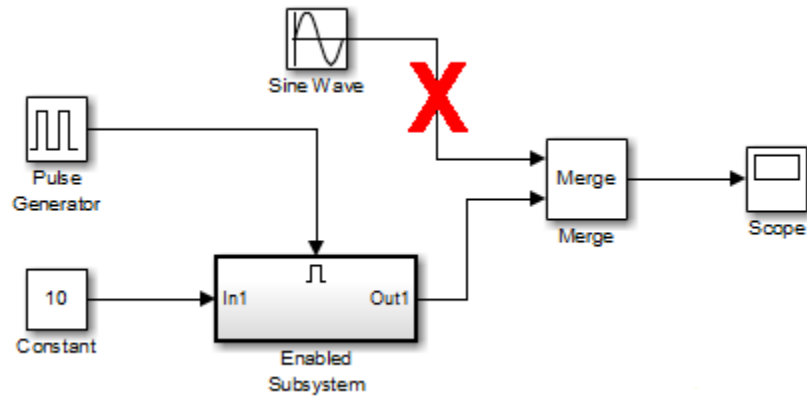 Sine Wave
Pulse
Generator
Merge
Merge
Scope
10
In1
Out1
Constant
Enabled
Subsystem